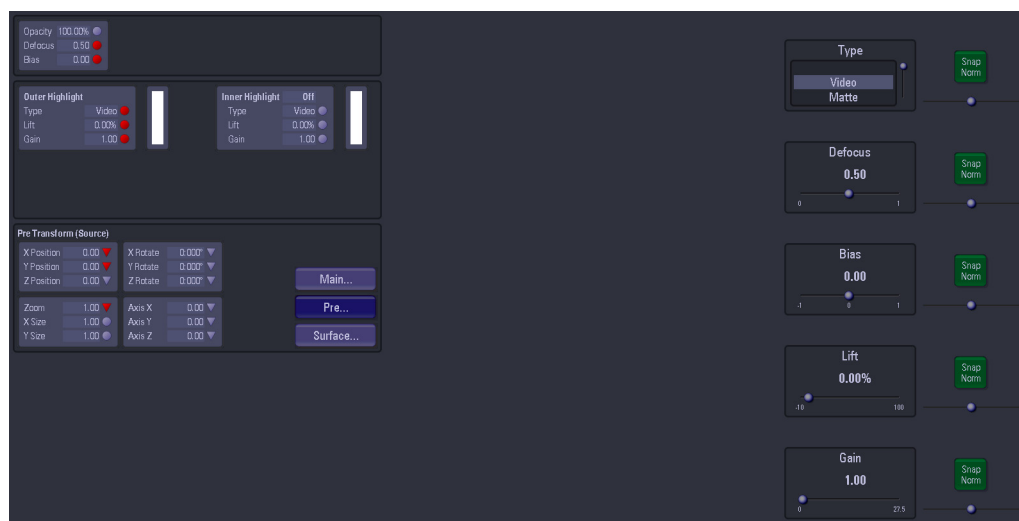 Opacity 100.00%
Defocus 0.50
Bias 0.00
Outer Highlight
Type Video
Lift 0.00%
Gain 1.00
Inner Highlight Off
Type Video
Lift 0.00%
Gain 1.00
Pre Transform (Source)
X Position 0.00
Y Position 0.00
Z Position 0.00
X Rotate 0:000°
Y Rotate 0:000°
Z Rotate 0:000°
Zoom 1.00
X Size 1.00
Y Size 1.00
Axis X 0.00
Axis Y 0.00
Axis Z 0.00
Main...
Pre...
Surface...
Type
Video
Matte
Snap
Norm
Defocus
0.50
0 1
Snap
Norm
Bias
0.00
-1 0 1
Snap
Norm
Lift
0.00%
-10 100
Snap
Norm
Gain
1.00
0 27.5
Snap
Norm